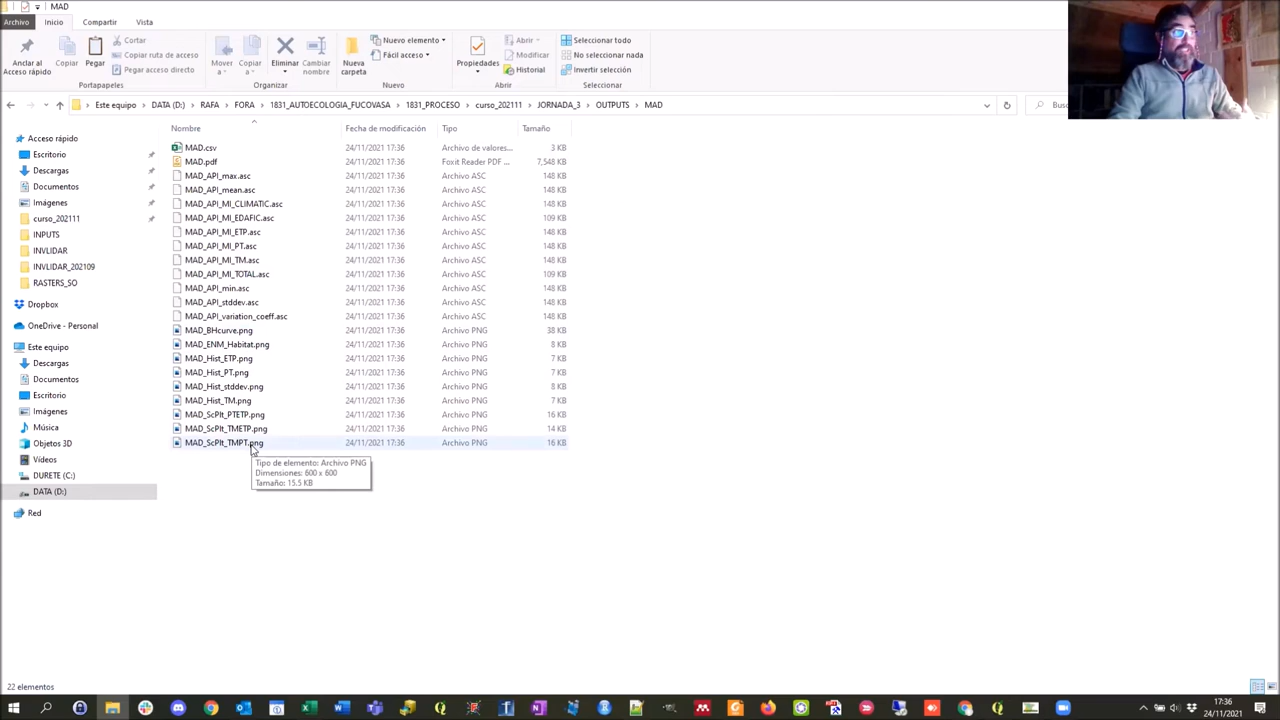 MAD
Archivo Inicio Compartir Vista
Anclar al Acceso rápido
Copiar
Pegar
Cortar
Copiar ruta de acceso
Pegar acceso directo
Portapapeles
Mover a
Copiar a
Eliminar
Cambiar nombre
Organizar
Nueva carpeta
Nuevo elemento
Fácil acceso
Nuevo
Propiedades
Abrir
Modificar
Historial
Abrir
Seleccionar todo
No seleccionar nada
Invertir selección
Seleccionar
Este equipo > DATA (D:) > RAFA > FORA > 1831_AUTOECOLOGIA_FUCOVASA > 1831_PROCESO > curso_202111 > JORNADA_3 > OUTPUTS > MAD
Nombre Fecha de modificación Tipo Tamaño
Acceso rápido
Escritorio
Descargas
Documentos
Imágenes
curso_202111
INPUTS
INVLIDAR
INVLIDAR_202109
RASTERS_SO
Dropbox
OneDrive - Personal
Este equipo
Descargas
Documentos
Escritorio
Imágenes
Música
Objetos 3D
Vídeos
DURETE (C:)
DATA (D:)
Red
MAD.csv 24/11/2021 17:36 Archivo de valores... 3 KB
MAD.pdf 24/11/2021 17:36 Foxit Reader PDF ... 7,548 KB
MAD_API_max.asc 24/11/2021 17:36 Archivo ASC 148 KB
MAD_API_mean.asc 24/11/2021 17:36 Archivo ASC 148 KB
MAD_API_MI_CLIMATIC.asc 24/11/2021 17:36 Archivo ASC 148 KB
MAD_API_MI_EDAFIC.asc 24/11/2021 17:36 Archivo ASC 109 KB
MAD_API_MI_ETP.asc 24/11/2021 17:36 Archivo ASC 148 KB
MAD_API_MI_PT.asc 24/11/2021 17:36 Archivo ASC 148 KB
MAD_API_MI_TM.asc 24/11/2021 17:36 Archivo ASC 148 KB
MAD_API_MI_TOTAL.asc 24/11/2021 17:36 Archivo ASC 109 KB
MAD_API_min.asc 24/11/2021 17:36 Archivo ASC 148 KB
MAD_API_stddev.asc 24/11/2021 17:36 Archivo ASC 148 KB
MAD_API_variation_coeff.asc 24/11/2021 17:36 Archivo ASC 148 KB
MAD_BHcurve.png 24/11/2021 17:36 Archivo PNG 38 KB
MAD_ENM_Habitat.png 24/11/2021 17:36 Archivo PNG 8 KB
MAD_Hist_ETP.png 24/11/2021 17:36 Archivo PNG 7 KB
MAD_Hist_PT.png 24/11/2021 17:36 Archivo PNG 7 KB
MAD_Hist_stddev.png 24/11/2021 17:36 Archivo PNG 8 KB
MAD_Hist_TM.png 24/11/2021 17:36 Archivo PNG 7 KB
MAD_ScPlt_PTETP.png 24/11/2021 17:36 Archivo PNG 16 KB
MAD_ScPlt_TMETP.png 24/11/2021 17:36 Archivo PNG 14 KB
MAD_ScPlt_TMPT.png 24/11/2021 17:36 Archivo PNG 16 KB
Tipo de elemento: Archivo PNG
Dimensiones: 600 x 600
Tamaño: 15.5 KB
22 elementos
17:36
24/11/2021